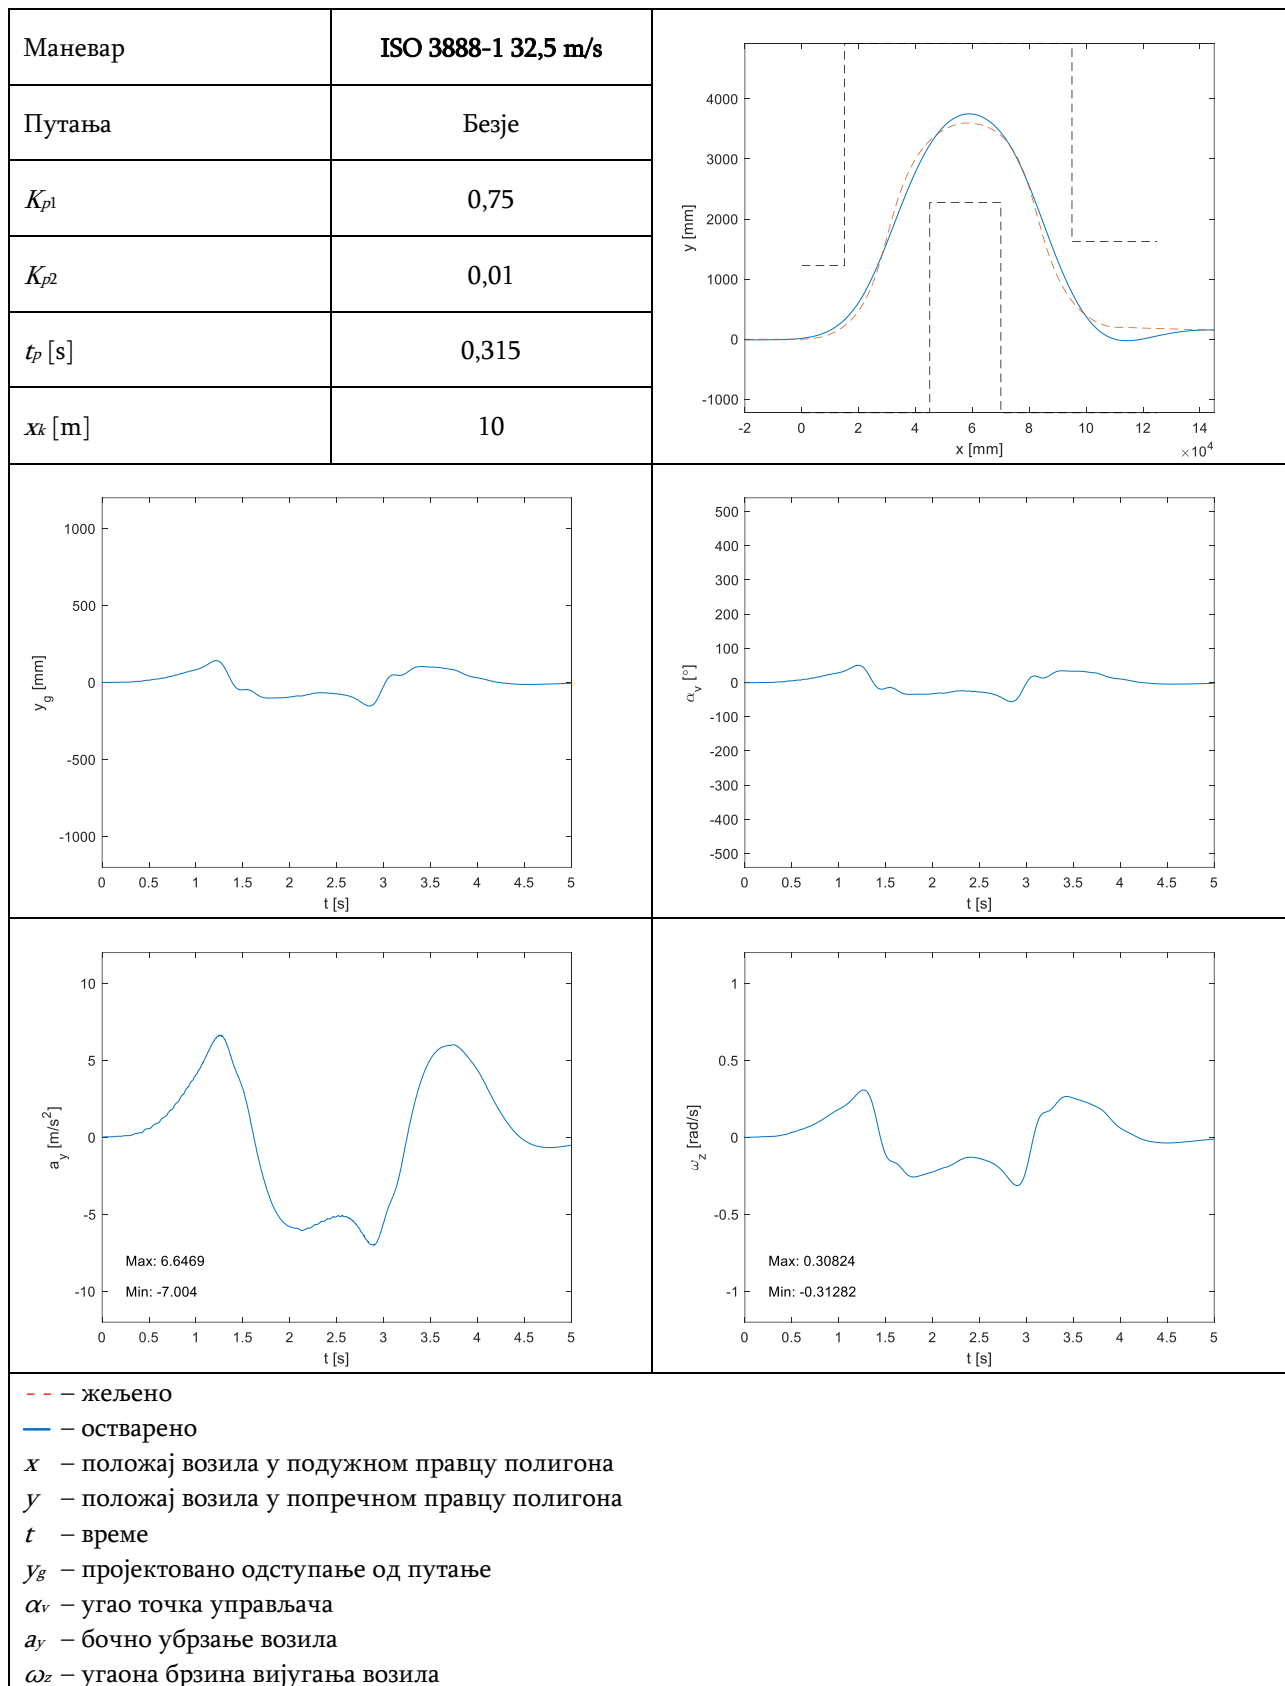 Маневар ISO 3888-1 32,5 m/s
Путања Безје
Kp1 0,75
Kp2 0,01
tp [s] 0,315
xk [m] 10
4000
3000
2000
1000
0
-1000
y [mm]
-2 0 2 4 6 8 10 12 14
x [mm]
×10^4
1000
500
0
-500
-1000
y_g [mm]
0 0.5 1 1.5 2 2.5 3 3.5 4 4.5 5
t [s]
500
400
300
200
100
0
-100
-200
-300
-400
-500
α_v [°]
0 0.5 1 1.5 2 2.5 3 3.5 4 4.5 5
t [s]
10
5
0
-5
-10
a_y [m/s^2]
Max: 6.6469
Min: -7.004
0 0.5 1 1.5 2 2.5 3 3.5 4 4.5 5
t [s]
1
0.5
0
-0.5
-1
ω_z [rad/s]
Max: 0.30824
Min: -0.31282
0 0.5 1 1.5 2 2.5 3 3.5 4 4.5 5
t [s]
– жељено
– остварено
x – положај возила у подужном правцу полигона
y – положај возила у попречном правцу полигона
t – време
yg – пројектовано одступање од путање
αv – угао точка управљача
ay – бочно убрзање возила
ωz – угаона брзина вијугања возила